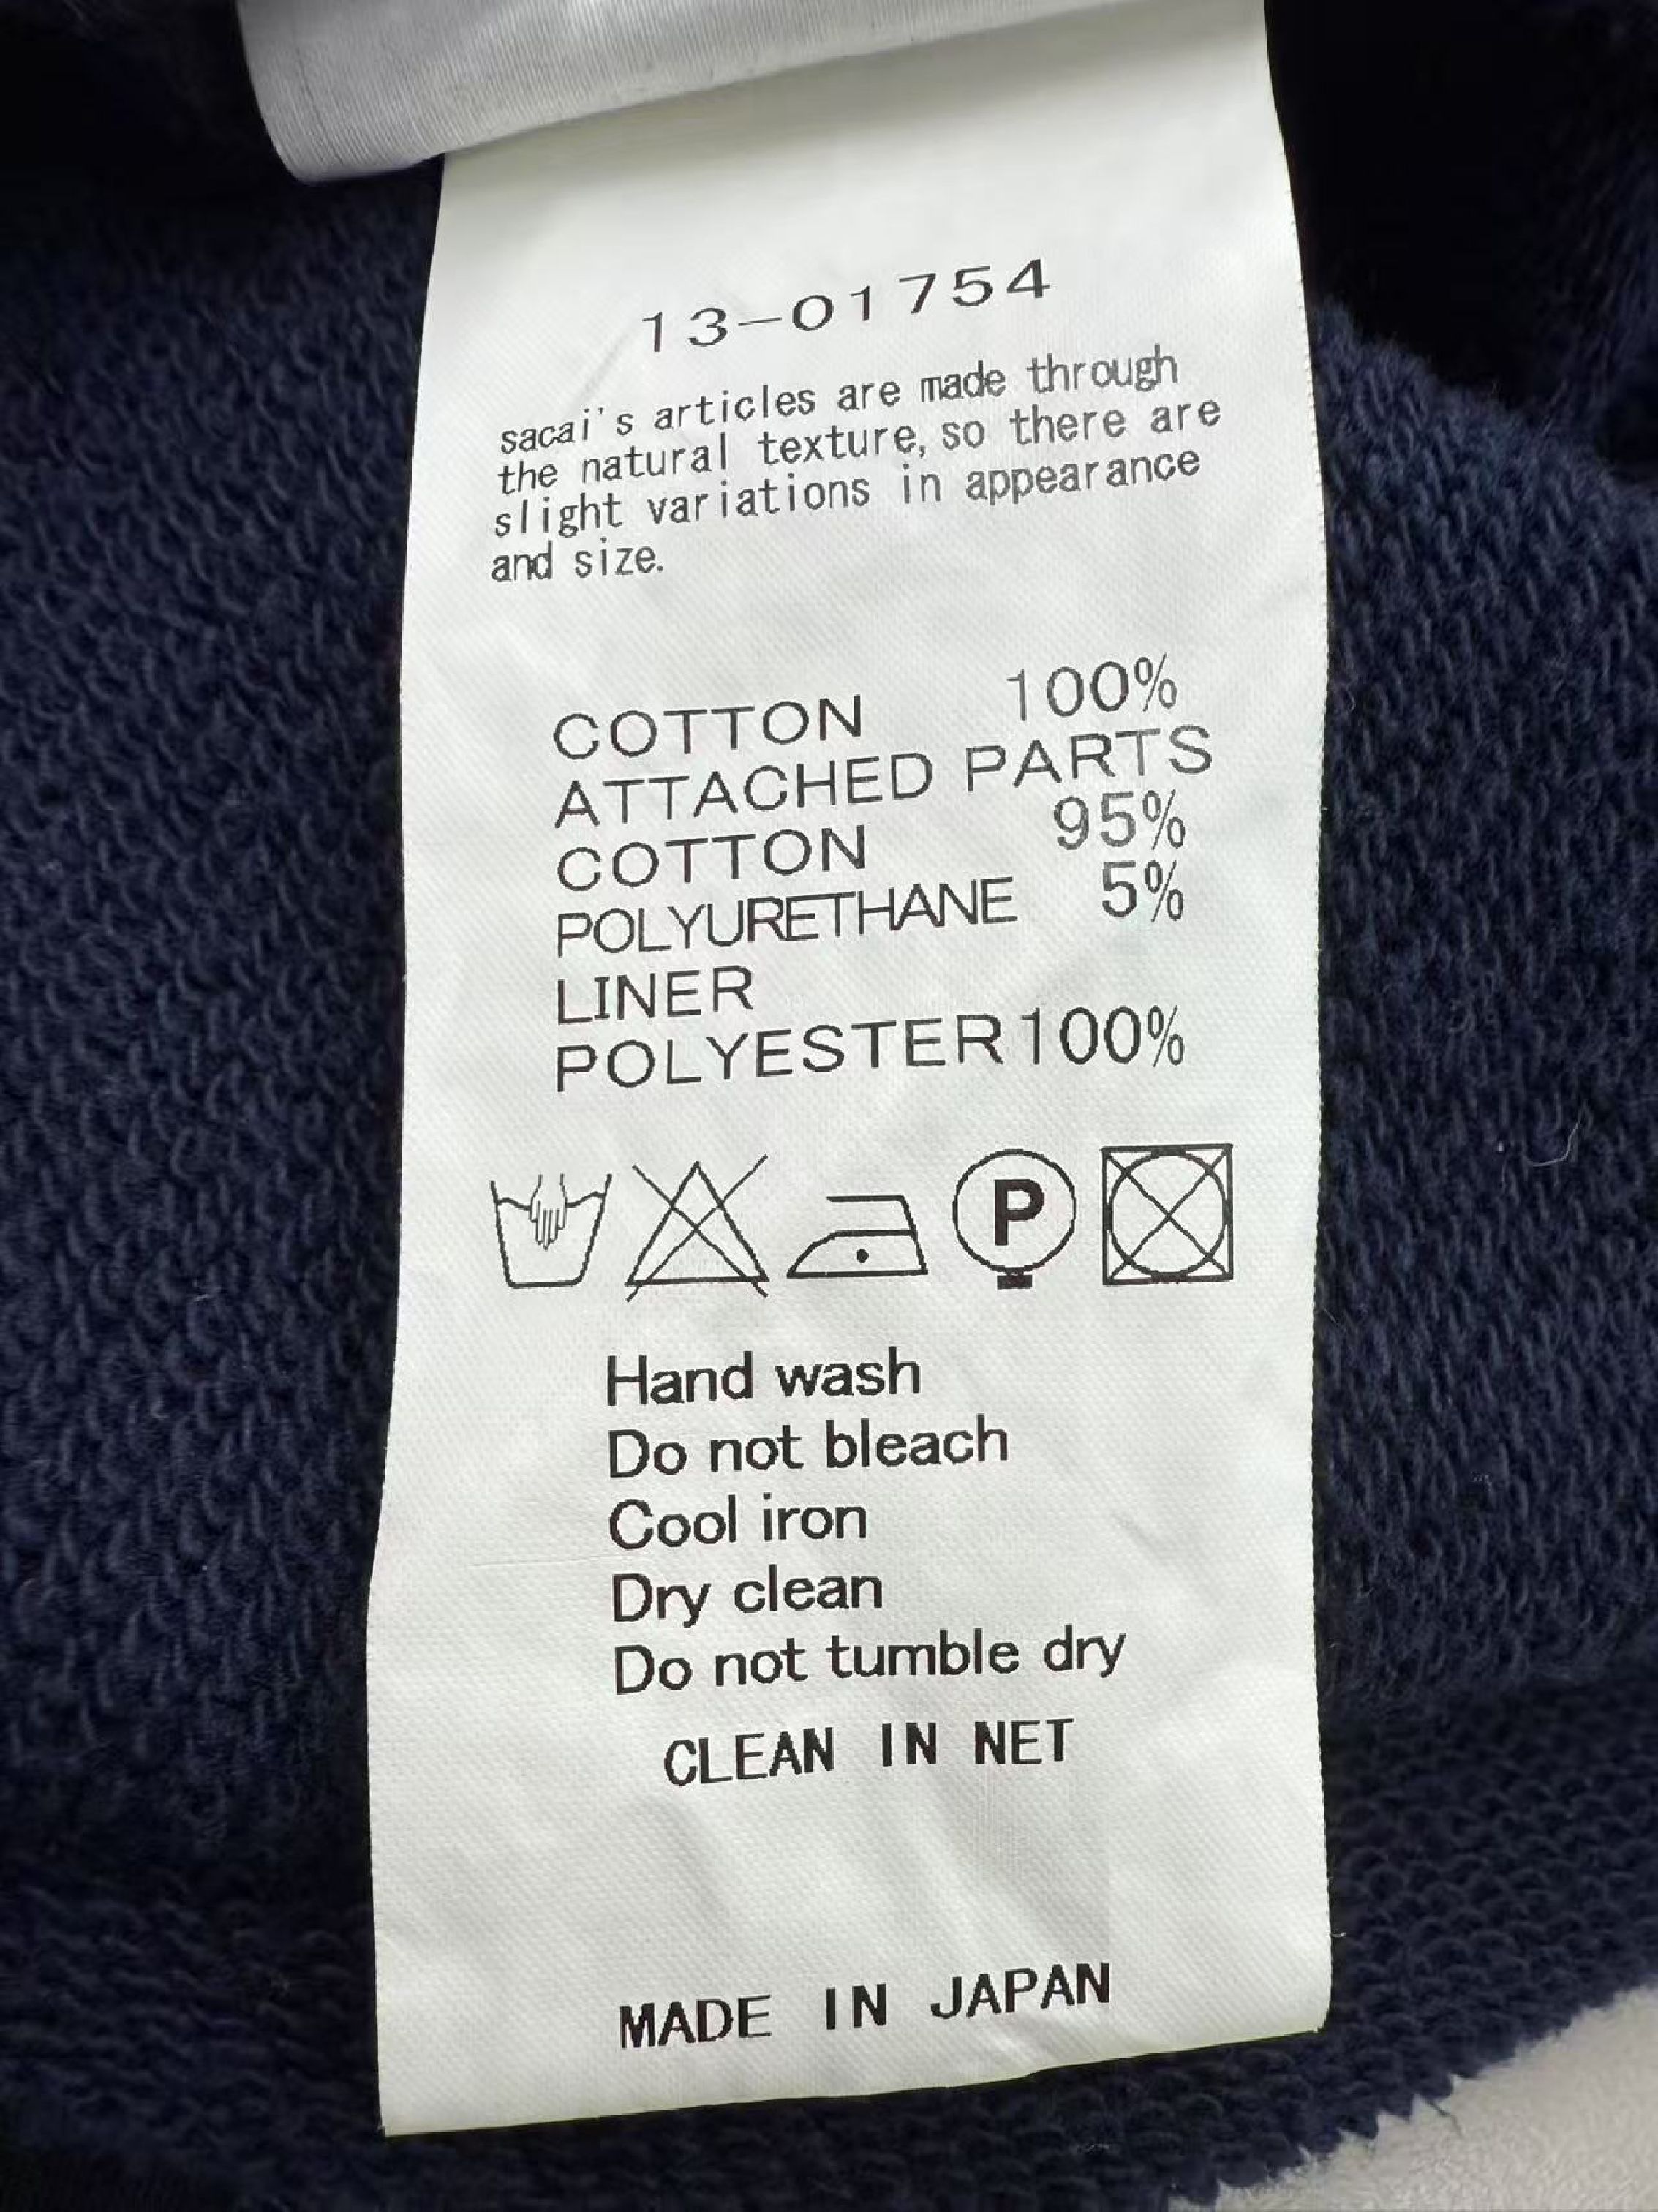 13-01754
sacai's articles are made through
the natural texture, so there are
slight variations in appearance
and size.
COTTON 100%
ATTACHED PARTS
COTTON 95%
POLYURETHANE 5%
LINER
POLYESTER 100%
P
Hand wash
Do not bleach
Cool iron
Dry clean
Do not tumble dry
CLEAN IN NET
MADE IN JAPAN